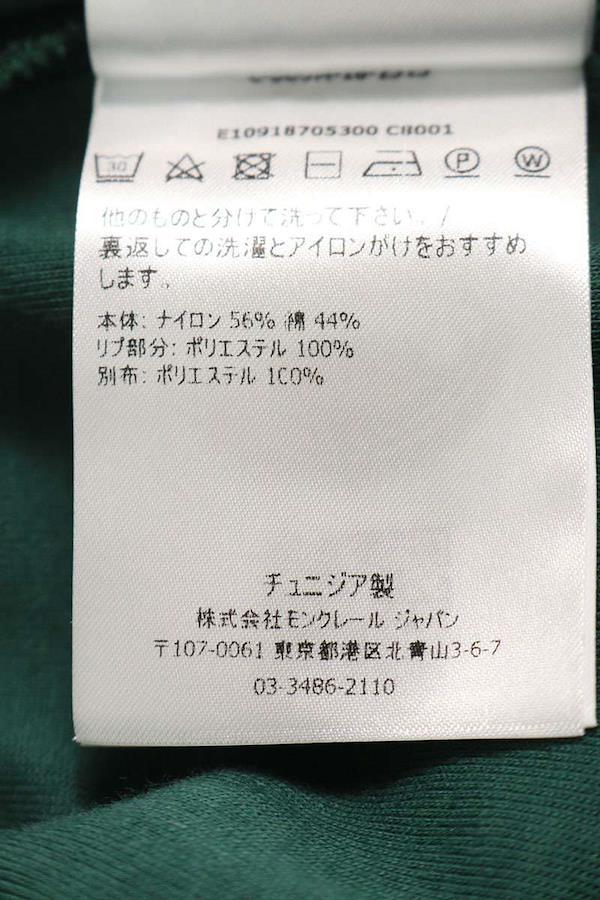 E10918705300 C8001
30
P
W
他のものと分けて洗って下さい。/
裏返しての洗濯とアイロンがけをおすすめ
します。
本体: ナイロン 56% 綿 44%
リブ部分: ポリエステル 100%
別布: ポリエステル 100%
チュニジア製
株式会社モンクレール ジャパン
〒107-0061 東京都港区北青山3-6-7
03-3486-2110